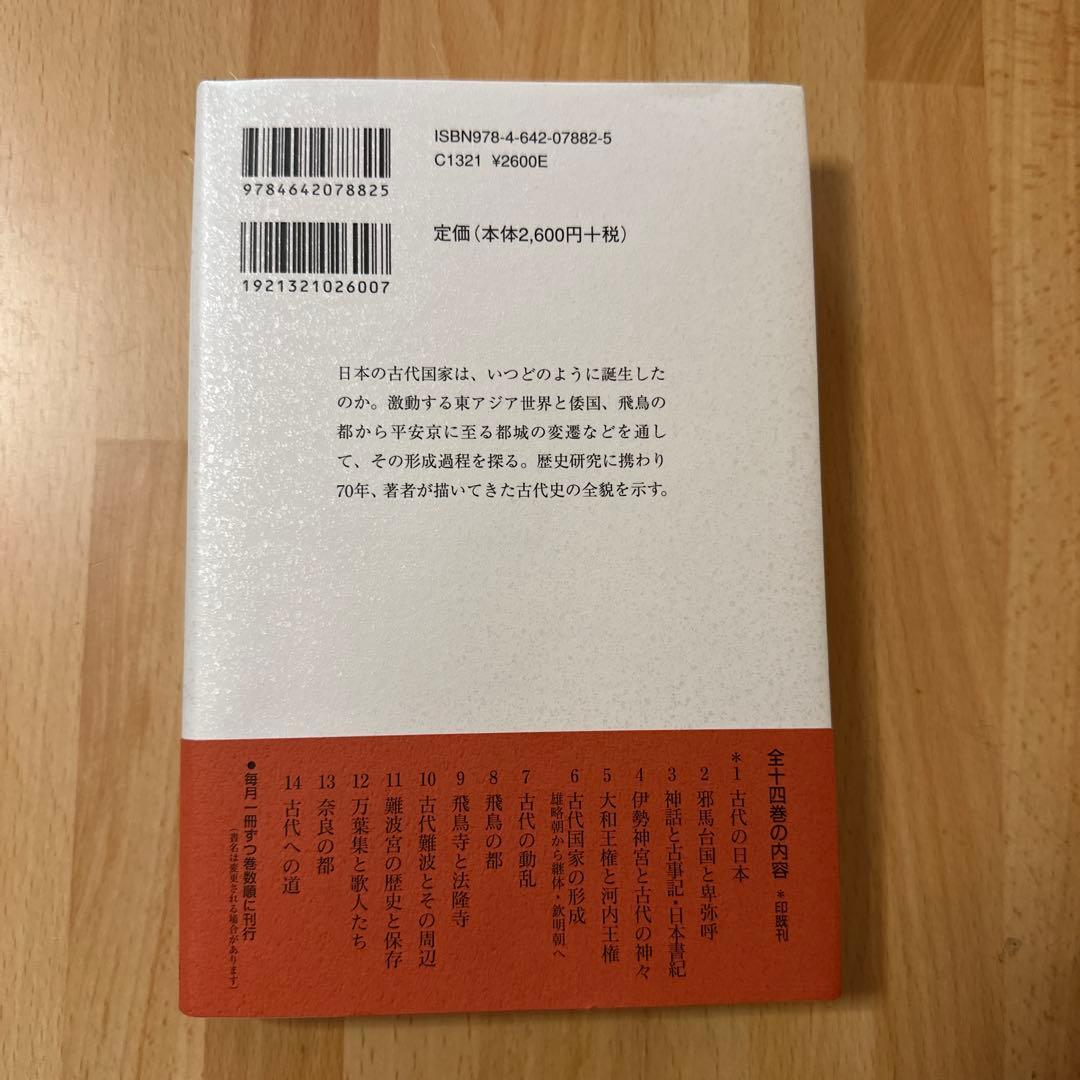 9784642078825
ISBN978-4-642-07882-5
C1321 ¥2600E
1921321026007
定価(本体2,600円+税)
日本の古代国家は、いつどのように誕生した
のか。激動する東アジア世界と倭国、飛鳥の
都から平安京に至る都城の変遷などを通し
て、その形成過程を探る。歴史研究に携わり
70年、著者が描いてきた古代史の全貌を示す。
全十四巻の内容 *印既刊
*1 古代の日本
2 邪馬台国と卑弥呼
3 神話と古事記・日本書紀
4 伊勢神宮と古代の神々
5 大和王権と河内王権
6 古代国家の形成
雄略朝から継体・欽明朝へ
7 古代の動乱
8 飛鳥の都
9 飛鳥寺と法隆寺
10 古代難波とその周辺
11 難波宮の歴史と保存
12 万葉集と歌人たち
13 奈良の都
14 古代への道
●毎月一冊ずつ巻数順に刊行
(書名は変更される場合があります)